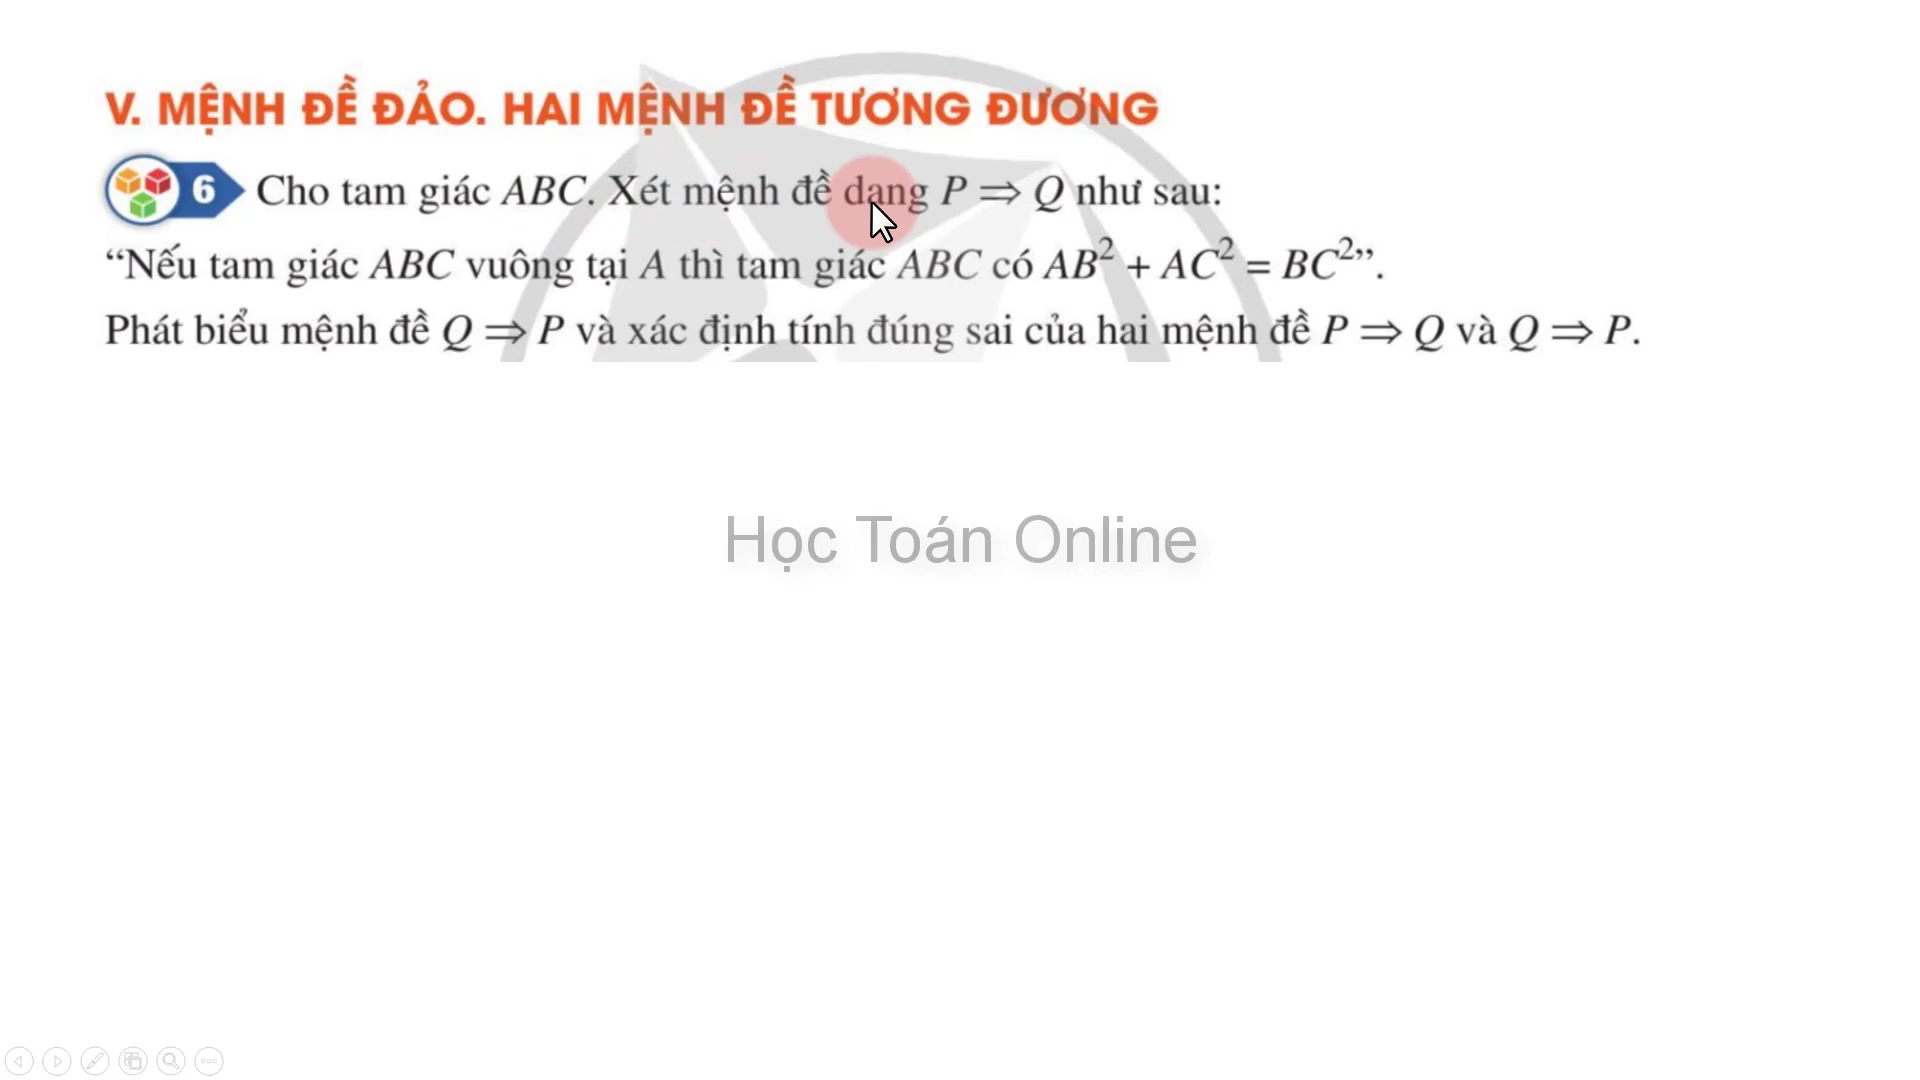 V. MỆNH ĐỀ ĐẢO. HAI MỆNH ĐỀ TƯƠNG ĐƯƠNG
6 Cho tam giác ABC. Xét mệnh đề dạng P ⇒ Q như sau:
“Nếu tam giác ABC vuông tại A thì tam giác ABC có AB² + AC² = BC²”.
Phát biểu mệnh đề Q ⇒ P và xác định tính đúng sai của hai mệnh đề P ⇒ Q và Q ⇒ P.
Học Toán Online